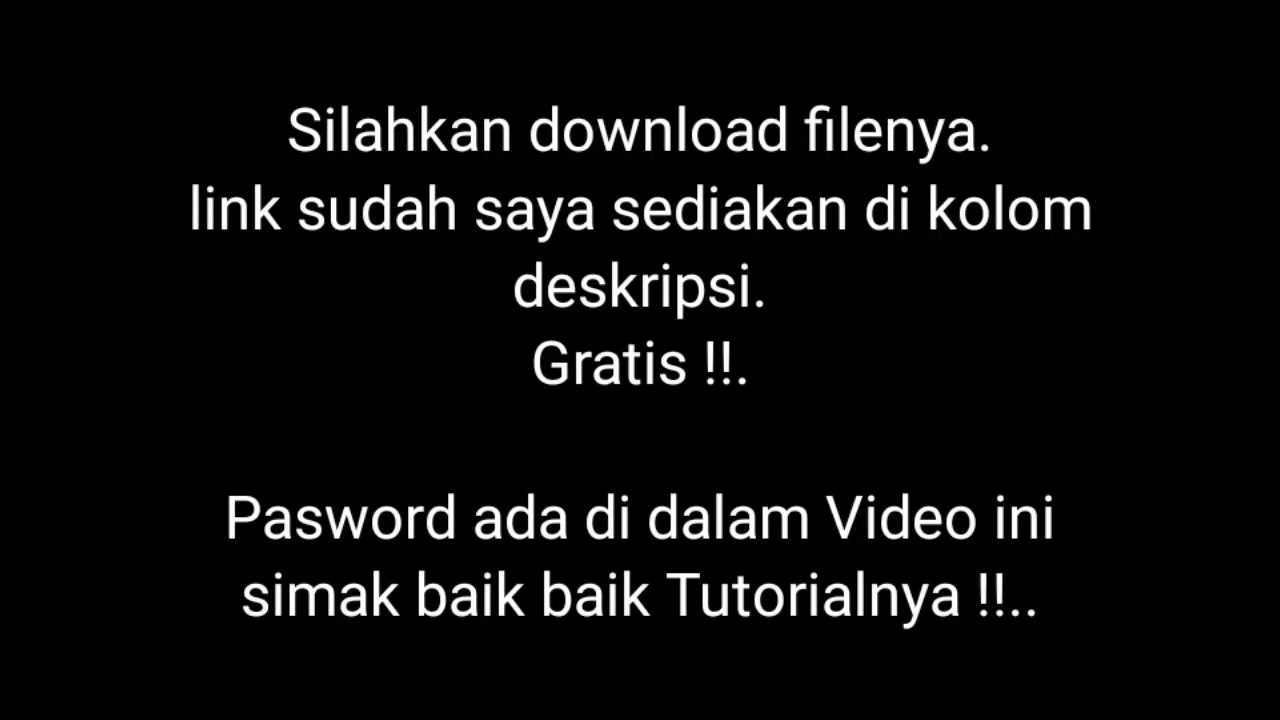 Silahkan download filenya.
link sudah saya sediakan di kolom
deskripsi.
Gratis !!.
Pasword ada di dalam Video ini
simak baik baik Tutorialnya !!..